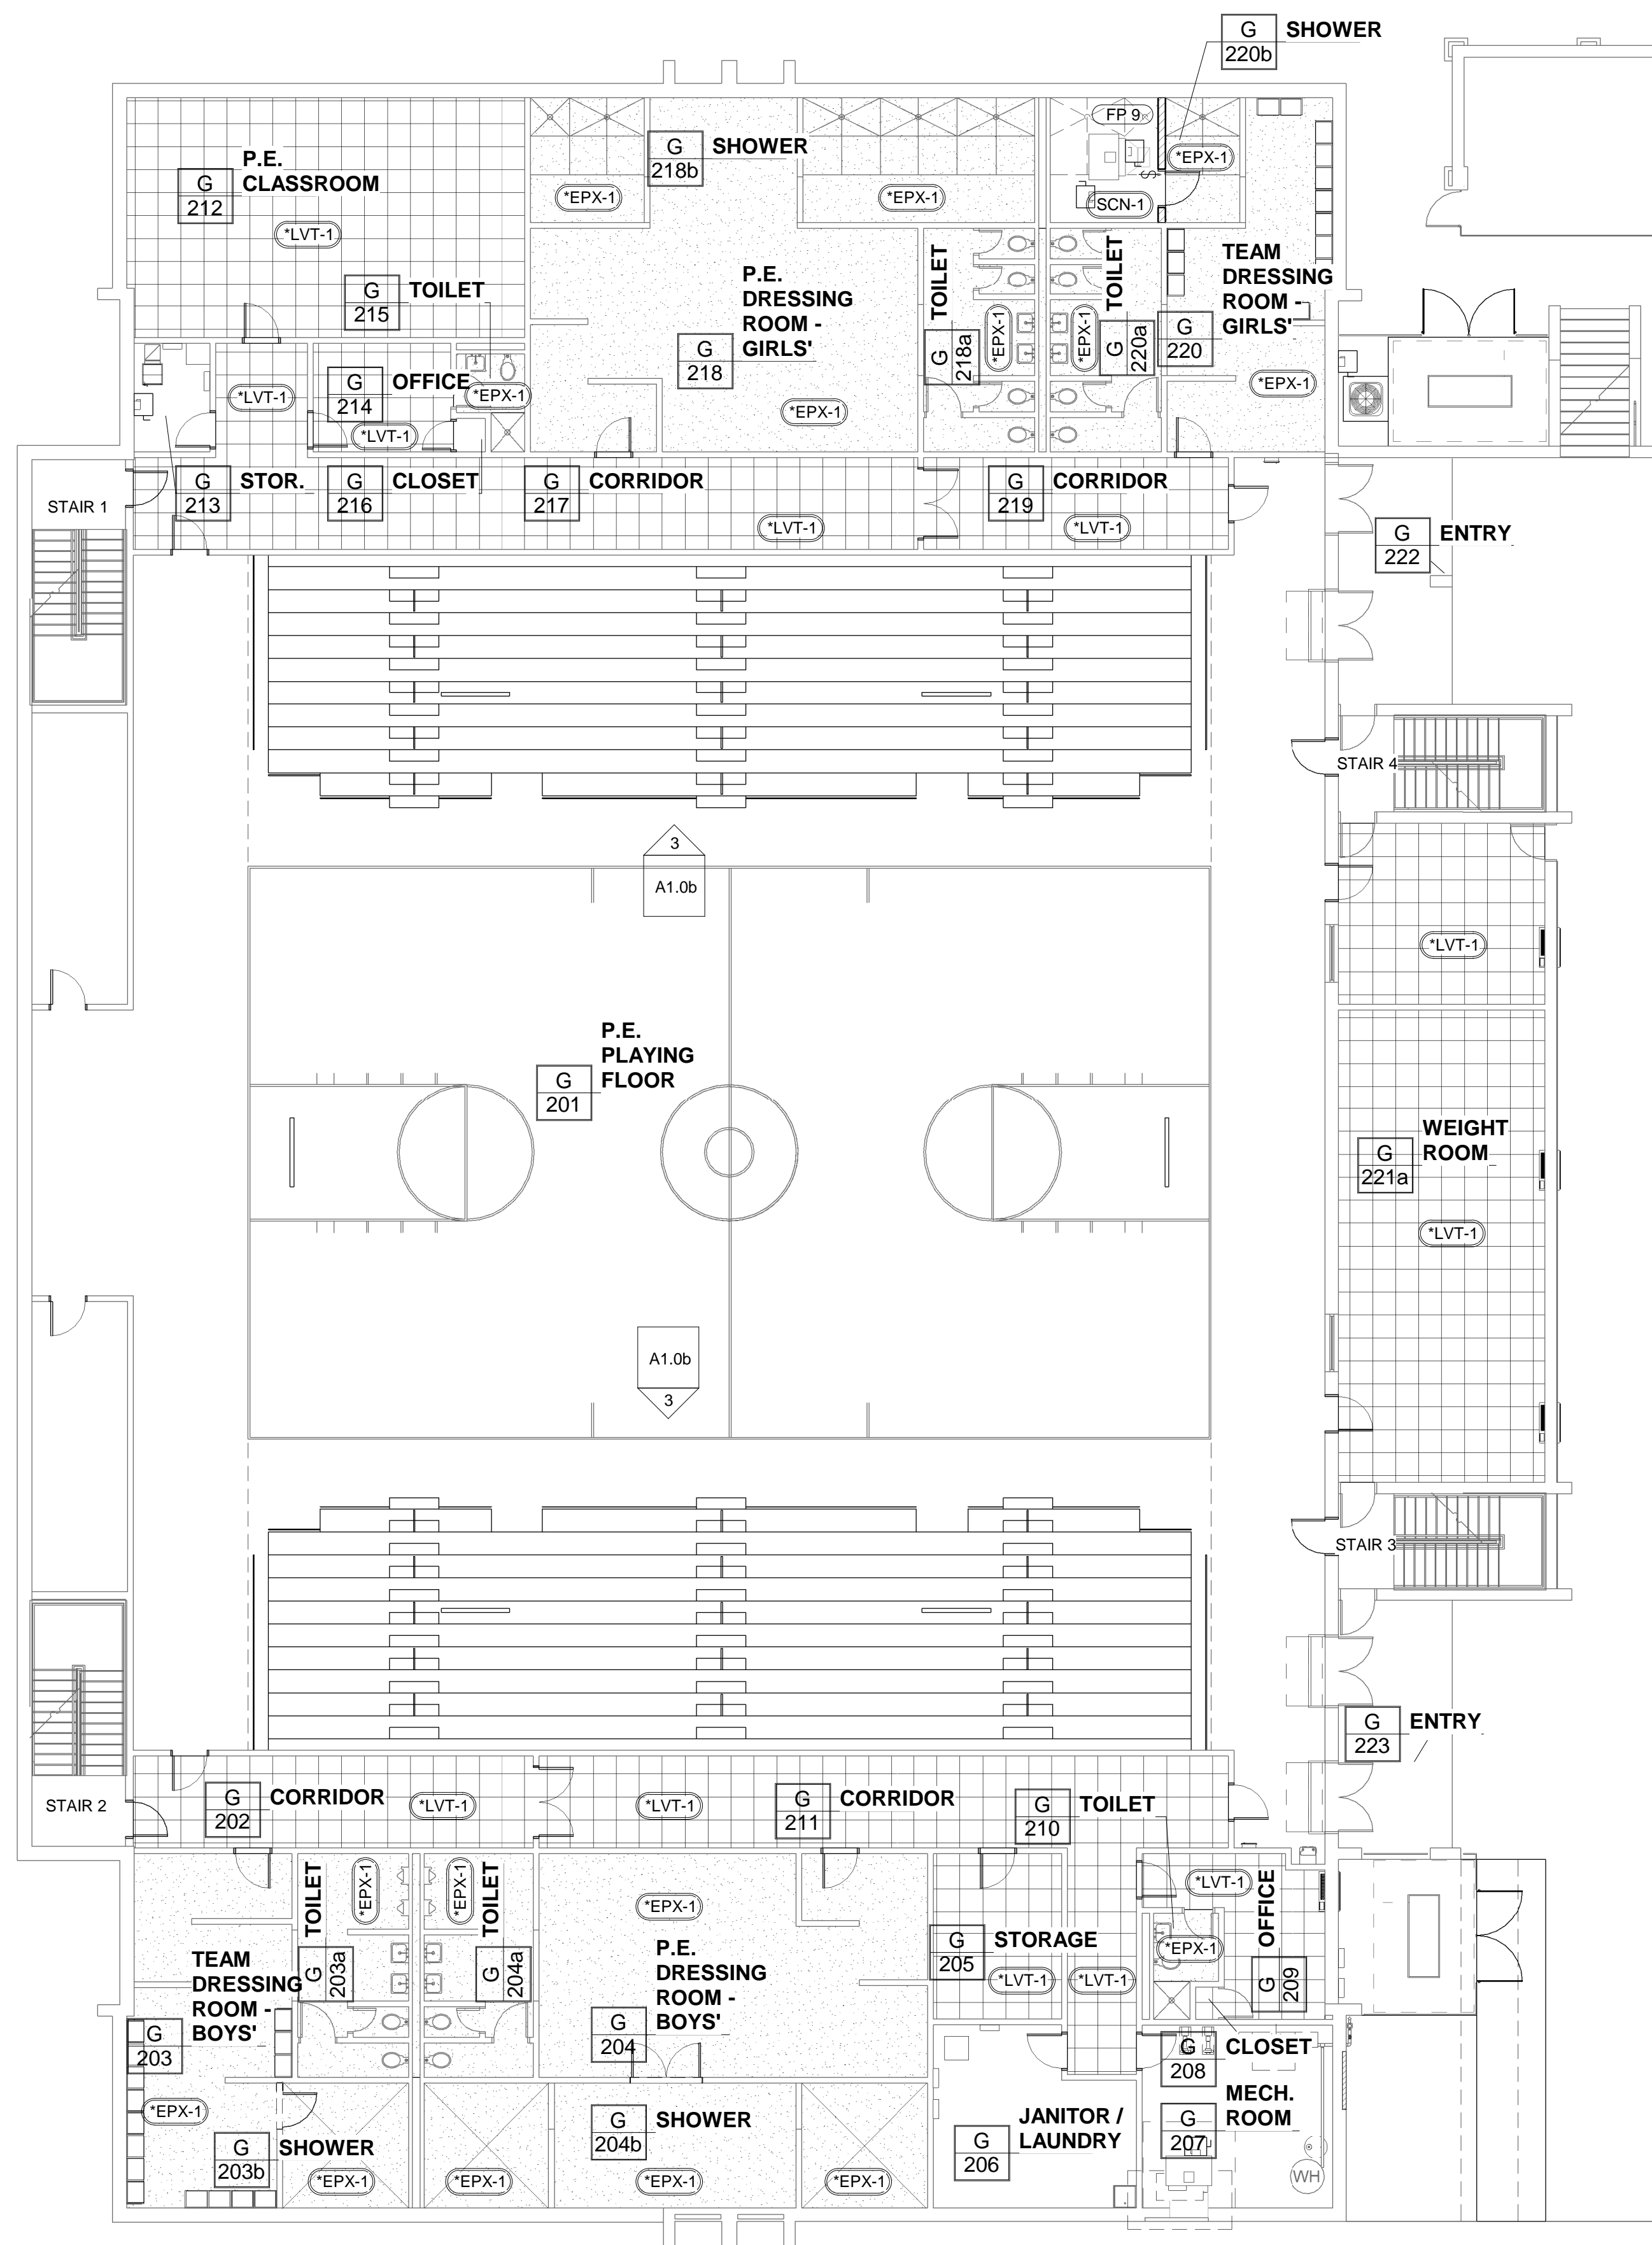 G
220b
SHOWER
FP 9
*EPX-1
SCN-1
G
218b
SHOWER
*EPX-1
*EPX-1
P.E.
CLASSROOM
G
212
*LVT-1
G
215
TOILET
P.E.
DRESSING
ROOM -
GIRLS'
G
218
*EPX-1
TOILET
G
218a
*EPX-1
TOILET
G
220a
*EPX-1
TEAM
DRESSING
ROOM -
GIRLS'
G
220
*EPX-1
*LVT-1
G
214
OFFICE
*LVT-1
*EPX-1
STAIR 1
G
213
STOR.
G
216
CLOSET
G
217
CORRIDOR
*LVT-1
G
219
CORRIDOR
*LVT-1
G
222
ENTRY
STAIR 4
3
A1.0b
*LVT-1
P.E.
PLAYING
FLOOR
G
201
WEIGHT
ROOM
G
221a
*LVT-1
A1.0b
3
STAIR 3
G
223
ENTRY
STAIR 2
G
202
CORRIDOR
*LVT-1
*LVT-1
G
211
CORRIDOR
G
210
TOILET
TOILET
G
203a
*EPX-1
*EPX-1
TOILET
G
204a
*EPX-1
P.E.
DRESSING
ROOM -
BOYS'
G
204
G
205
STORAGE
*LVT-1
*LVT-1
*LVT-1
*EPX-1
OFFICE
G
209
TEAM
DRESSING
ROOM -
BOYS'
G
203
*EPX-1
G
208
CLOSET
MECH.
ROOM
G
207
WH
G
203b
SHOWER
*EPX-1
*EPX-1
G
204b
SHOWER
*EPX-1
*EPX-1
JANITOR /
LAUNDRY
G
206